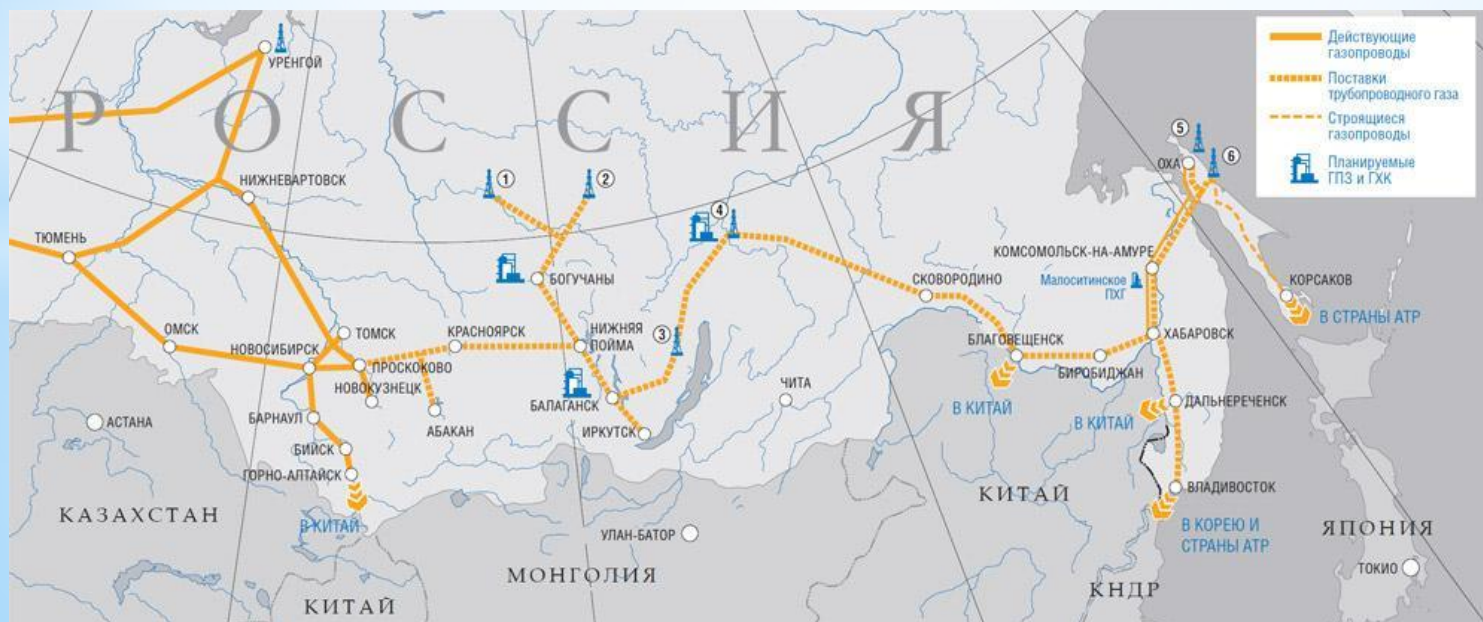 РОССИЯ
УРЕНГОЙ
НИЖНЕВАРТОВСК
ТЮМЕНЬ
ОМСК
ТОМСК
НОВОСИБИРСК
ПРОСКОКОВО
НОВОКУЗНЕЦК
БАРНАУЛ
БИЙСК
ГОРНО-АЛТАЙСК
В КИТАЙ
АСТАНА
КАЗАХСТАН
КИТАЙ
КРАСНОЯРСК
АБАКАН
1
2
БОГУЧАНЫ
НИЖНЯЯ
ПОЙМА
БАЛАГАНСК
ИРКУТСК
3
4
ЧИТА
УЛАН-БАТОР
МОНГОЛИЯ
СКОВОРОДИНО
БЛАГОВЕЩЕНСК
В КИТАЙ
БИРОБИДЖАН
КИТАЙ
5
6
ОХА
КОМСОМОЛЬСК-НА-АМУРЕ
Малоситинское
ПХГ
ХАБАРОВСК
ДАЛЬНЕРЕЧЕНСК
В КИТАЙ
ВЛАДИВОСТОК
В КОРЕЮ И
СТРАНЫ АТР
КНДР
КОРСАКОВ
В СТРАНЫ АТР
ЯПОНИЯ
ТОКИО
Действующие
газопроводы
Поставки
трубопроводного газа
Строящиеся
газопроводы
Планируемые
ГПЗ и ГХК